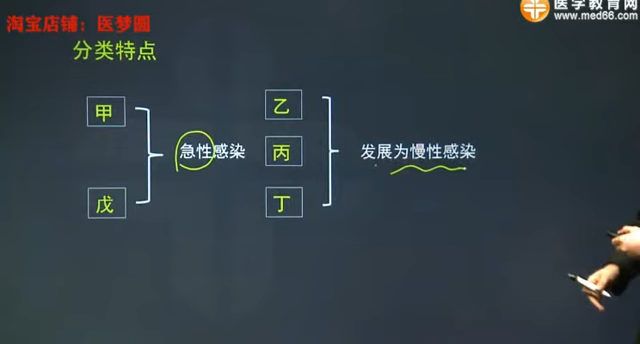 淘宝店铺：医梦圆
医学教育网
www.med66.com
分类特点
甲
戊
急性感染
乙
丙
丁
发展为慢性感染